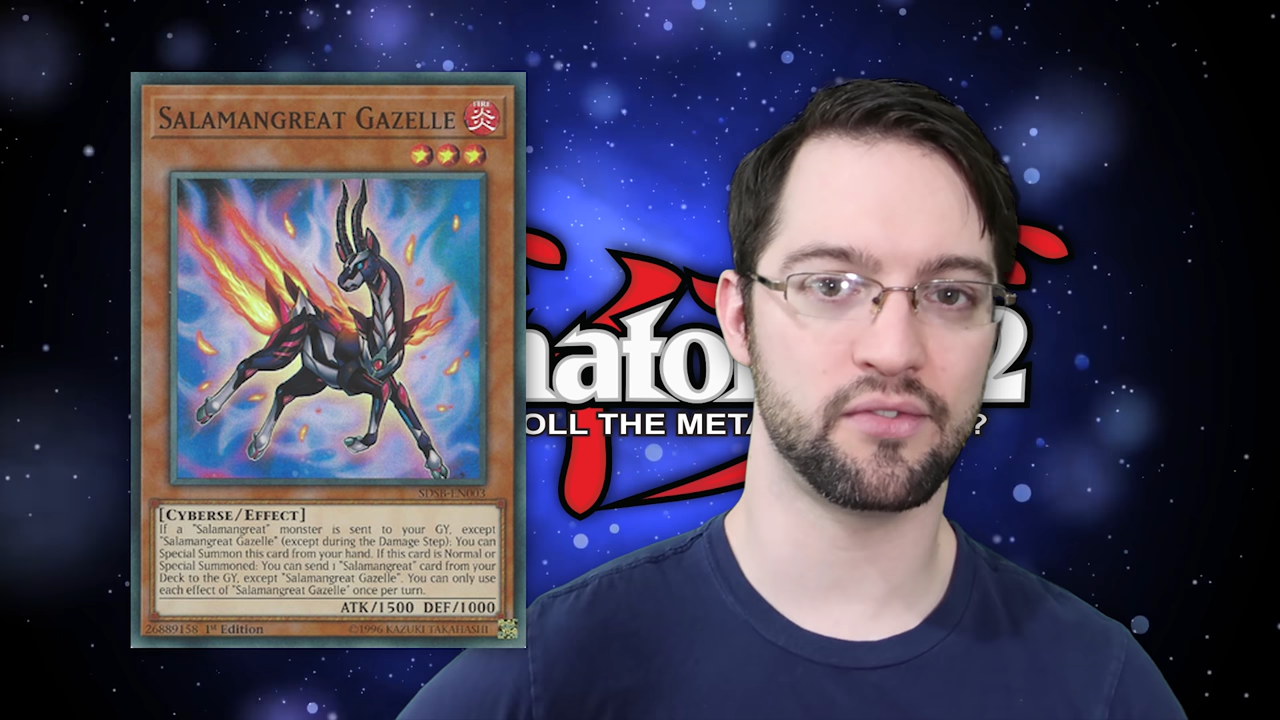 SALAMANGREAT GAZELLE
FIRE
炎
SDSB-EN003
[CYBERSE/EFFECT]
If a "Salamangreat" monster is sent to your GY, except
"Salamangreat Gazelle" (except during the Damage Step): You can
Special Summon this card from your hand. If this card is Normal or
Special Summoned: You can send 1 "Salamangreat" card from your
Deck to the GY, except "Salamangreat Gazelle". You can only use
each effect of "Salamangreat Gazelle" once per turn.
ATK/1500 DEF/1000
26889158 1st Edition ©1996 KAZUKI TAKAHASHI
THE
?